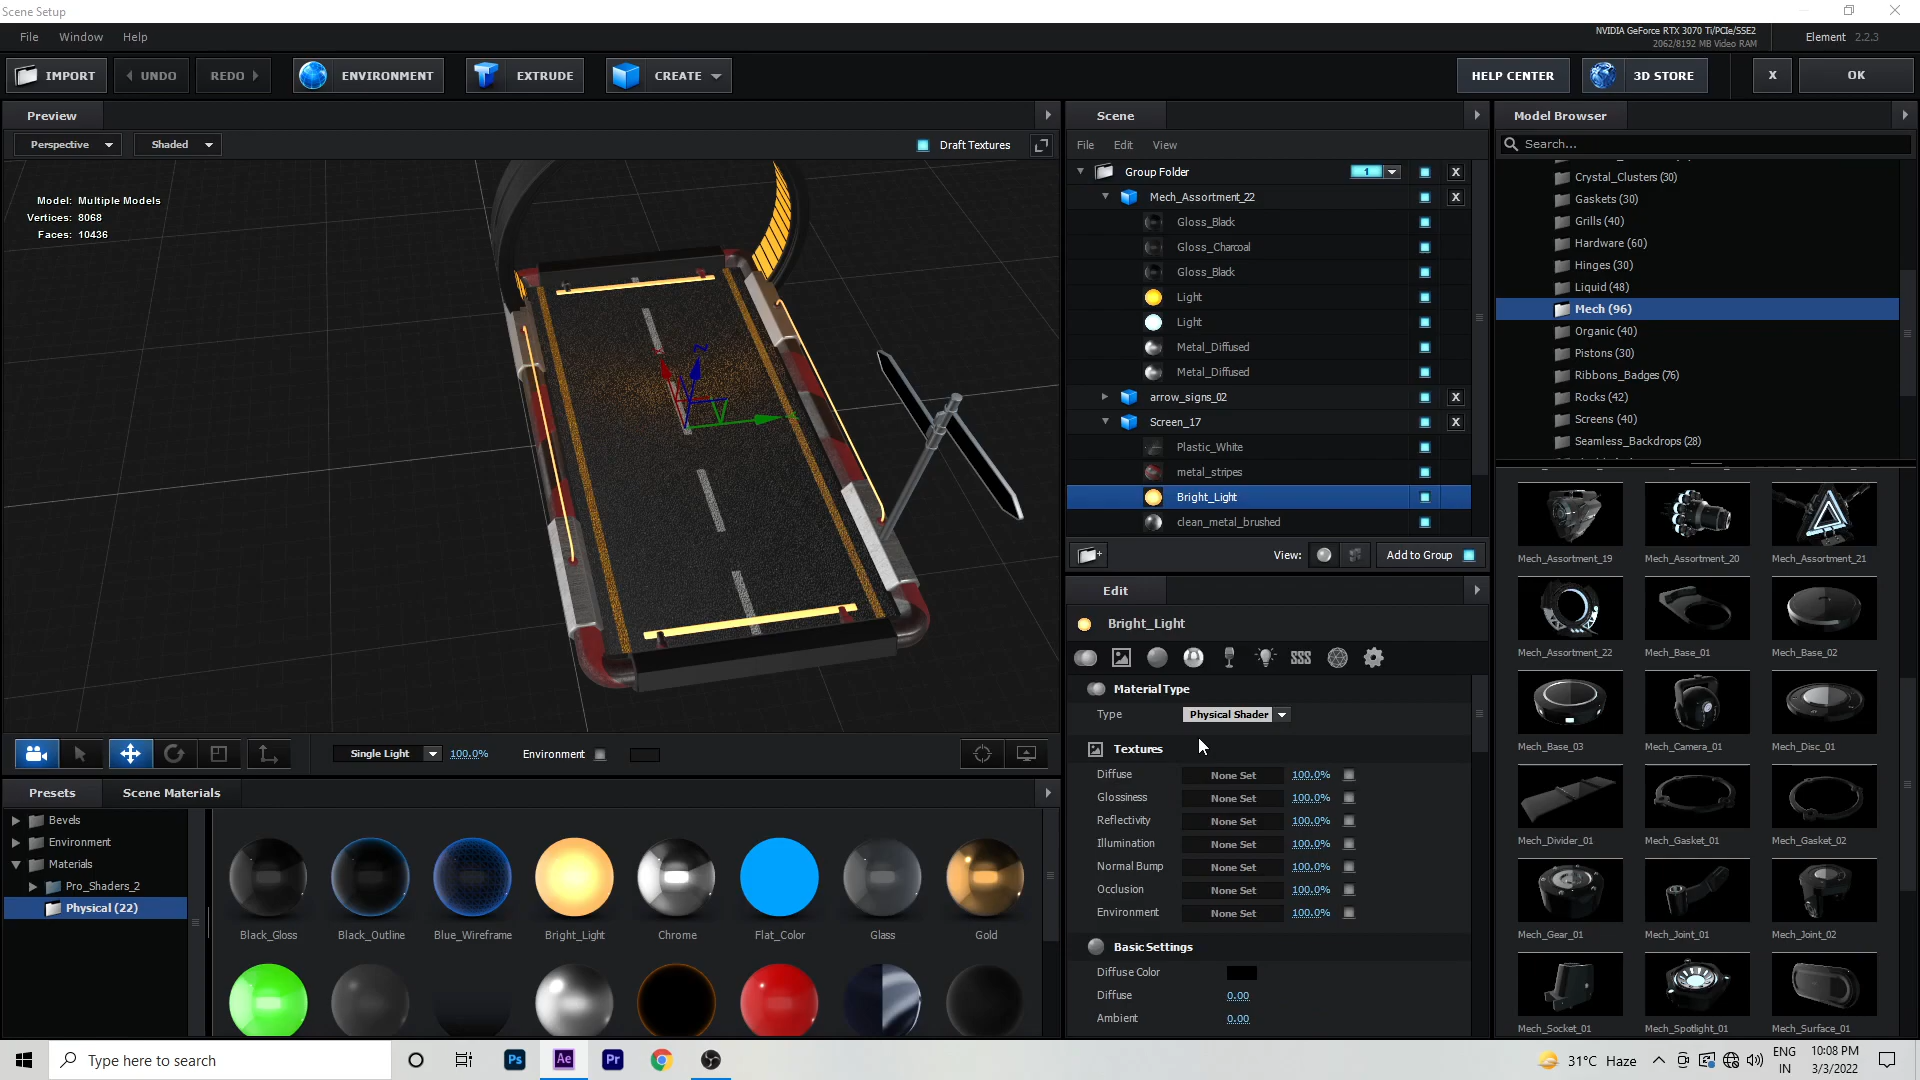 Scene Setup
File Window Help
NVIDIA GeForce RTX 3070 Ti/PCIe/SSE2
2062/8192 MB Video RAM
Element 2.2.3
IMPORT UNDO REDO ENVIRONMENT EXTRUDE CREATE HELP CENTER 3D STORE X OK
Preview
Perspective Shaded Draft Textures
Model: Multiple Models
Vertices: 8068
Faces: 10436
Single Light 100.0% Environment
Scene
File Edit View
Group Folder 1 X
Mech_Assortment_22 X
Gloss_Black
Gloss_Charcoal
Gloss_Black
Light
Light
Metal_Diffused
Metal_Diffused
arrow_signs_02 X
Screen_17 X
Plastic_White
metal_stripes
Bright_Light
clean_metal_brushed
View: Add to Group
Edit
Bright_Light
Material Type
Type Physical Shader
Textures
Diffuse None Set 100.0%
Glossiness None Set 100.0%
Reflectivity None Set 100.0%
Illumination None Set 100.0%
Normal Bump None Set 100.0%
Occlusion None Set 100.0%
Environment None Set 100.0%
Basic Settings
Diffuse Color
Diffuse 0.00
Ambient 0.00
Model Browser
Search...
Crystal_Clusters (30)
Gaskets (30)
Grills (40)
Hardware (60)
Hinges (30)
Liquid (48)
Mech (96)
Organic (40)
Pistons (30)
Ribbons_Badges (76)
Rocks (42)
Screens (40)
Seamless_Backdrops (28)
Mech_Assortment_19 Mech_Assortment_20 Mech_Assortment_21
Mech_Assortment_22 Mech_Base_01 Mech_Base_02
Mech_Base_03 Mech_Camera_01 Mech_Disc_01
Mech_Divider_01 Mech_Gasket_01 Mech_Gasket_02
Mech_Gear_01 Mech_Joint_01 Mech_Joint_02
Mech_Socket_01 Mech_Spotlight_01 Mech_Surface_01
Presets Scene Materials
Bevels
Environment
Materials
Pro_Shaders_2
Physical (22)
Black_Gloss Black_Outline Blue_Wireframe Bright_Light Chrome Flat_Color Glass Gold
Type here to search
Ps Ae Pr
31°C Haze
ENG
IN
10:08 PM
3/3/2022